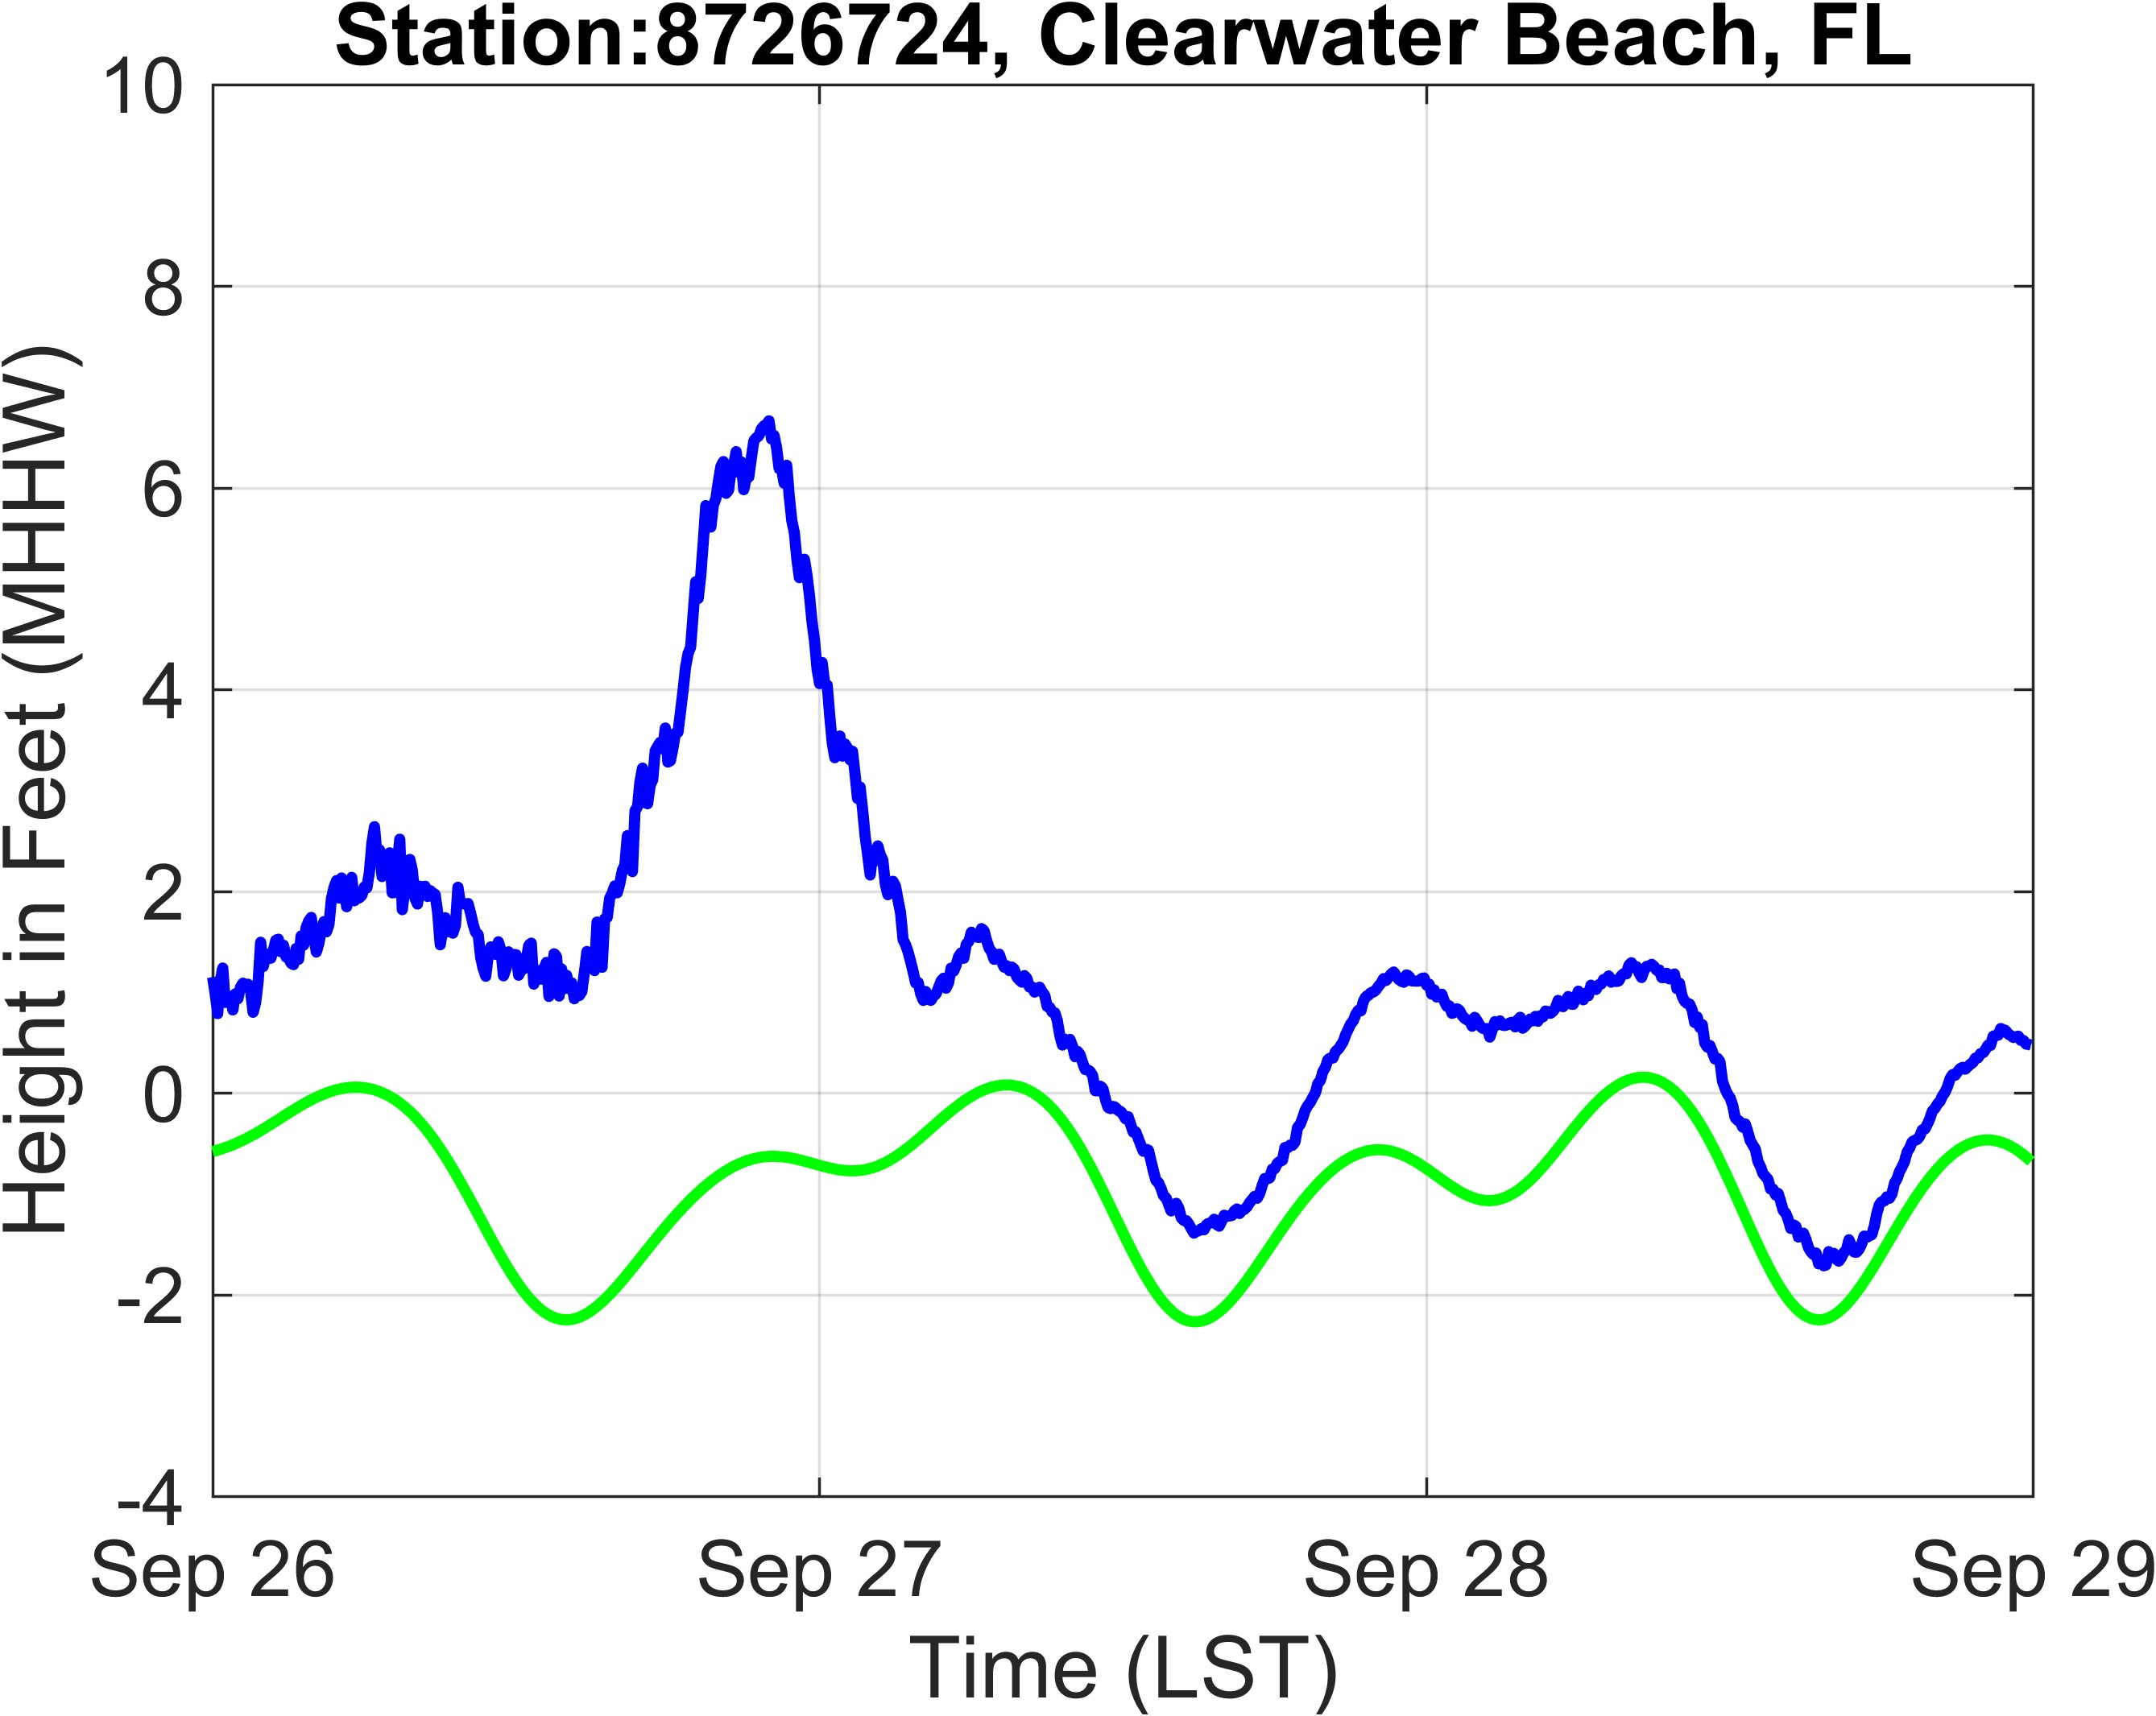 Station:8726724, Clearwater Beach, FL
Height in Feet (MHHW)
10
8
6
4
2
0
-2
-4
Sep 26 Sep 27 Sep 28 Sep 29
Time (LST)